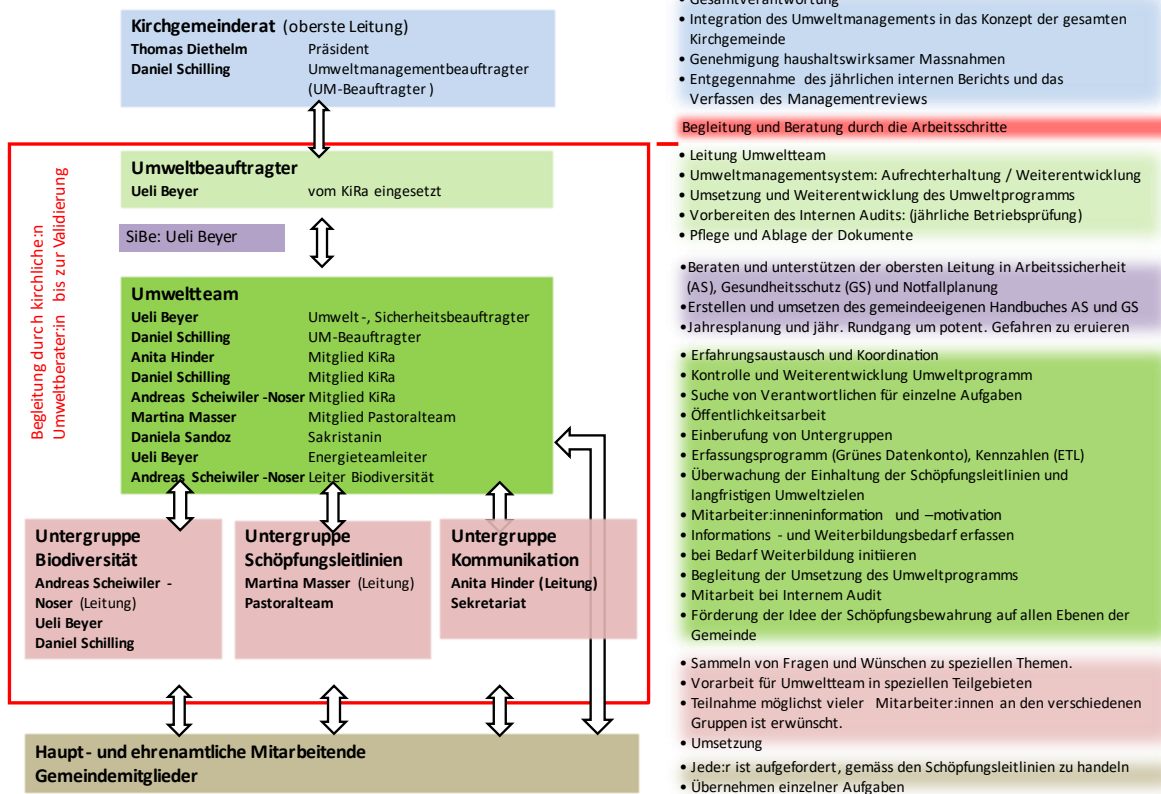 Kirchgemeinderat (oberste Leitung)
Thomas Diethelm Präsident
Daniel Schilling Umweltmanagementbeauftragter
(UM-Beauftragter )
Begleitung durch kirchliche:n
Umweltberater:in bis zur Validierung
Umweltbeauftragter
Ueli Beyer vom KiRa eingesetzt
SiBe: Ueli Beyer
Umweltteam
Ueli Beyer Umwelt-, Sicherheitsbeauftragter
Daniel Schilling UM-Beauftragter
Anita Hinder Mitglied KiRa
Daniel Schilling Mitglied KiRa
Andreas Scheiwiler -Noser Mitglied KiRa
Martina Masser Mitglied Pastoralteam
Daniela Sandoz Sakristanin
Ueli Beyer Energieteamleiter
Andreas Scheiwiler -Noser Leiter Biodiversität
Untergruppe
Biodiversität
Andreas Scheiwiler -
Noser (Leitung)
Ueli Beyer
Daniel Schilling
Untergruppe
Schöpfungsleitlinien
Martina Masser (Leitung)
Pastoralteam
Untergruppe
Kommunikation
Anita Hinder (Leitung)
Sekretariat
Haupt- und ehrenamtliche Mitarbeitende
Gemeindemitglieder
• Gesamtverantwortung
• Integration des Umweltmanagements in das Konzept der gesamten
Kirchgemeinde
• Genehmigung haushaltswirksamer Massnahmen
• Entgegennahme des jährlichen internen Berichts und das
Verfassen des Managementreviews
Begleitung und Beratung durch die Arbeitsschritte
• Leitung Umweltteam
• Umweltmanagementsystem: Aufrechterhaltung / Weiterentwicklung
• Umsetzung und Weiterentwicklung des Umweltprogramms
• Vorbereiten des Internen Audits: (jährliche Betriebsprüfung)
• Pflege und Ablage der Dokumente
•Beraten und unterstützen der obersten Leitung in Arbeitssicherheit
(AS), Gesundheitsschutz (GS) und Notfallplanung
•Erstellen und umsetzen des gemeindeeigenen Handbuches AS und GS
•Jahresplanung und jähr. Rundgang um potent. Gefahren zu eruieren
• Erfahrungsaustausch und Koordination
• Kontrolle und Weiterentwicklung Umweltprogramm
• Suche von Verantwortlichen für einzelne Aufgaben
• Öffentlichkeitsarbeit
• Einberufung von Untergruppen
• Erfassungsprogramm (Grünes Datenkonto), Kennzahlen (ETL)
• Überwachung der Einhaltung der Schöpfungsleitlinien und
langfristigen Umweltzielen
• Mitarbeiter:inneninformation und –motivation
• Informations - und Weiterbildungsbedarf erfassen
• bei Bedarf Weiterbildung initiieren
• Begleitung der Umsetzung des Umweltprogramms
• Mitarbeit bei Internem Audit
• Förderung der Idee der Schöpfungsbewahrung auf allen Ebenen der
Gemeinde
• Sammeln von Fragen und Wünschen zu speziellen Themen.
• Vorarbeit für Umweltteam in speziellen Teilgebieten
• Teilnahme möglichst vieler Mitarbeiter:innen an den verschiedenen
Gruppen ist erwünscht.
• Umsetzung
• Jede:r ist aufgefordert, gemäss den Schöpfungsleitlinien zu handeln
• Übernehmen einzelner Aufgaben